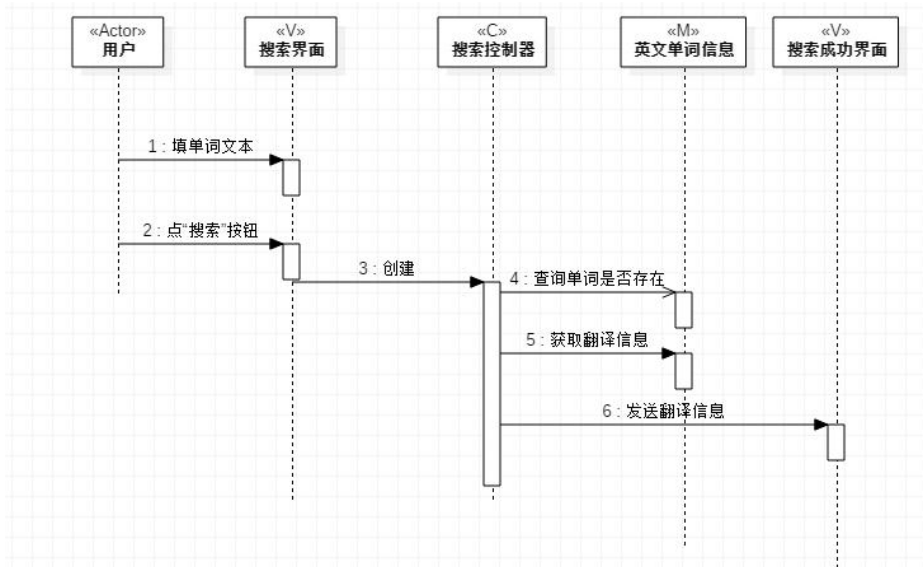 «Actor»
用户
«V»
搜索界面
«C»
搜索控制器
«M»
英文单词信息
«V»
搜索成功界面
1 : 填单词文本
2 : 点“搜索”按钮
3 : 创建
4 : 查询单词是否存在
5 : 获取翻译信息
6 : 发送翻译信息